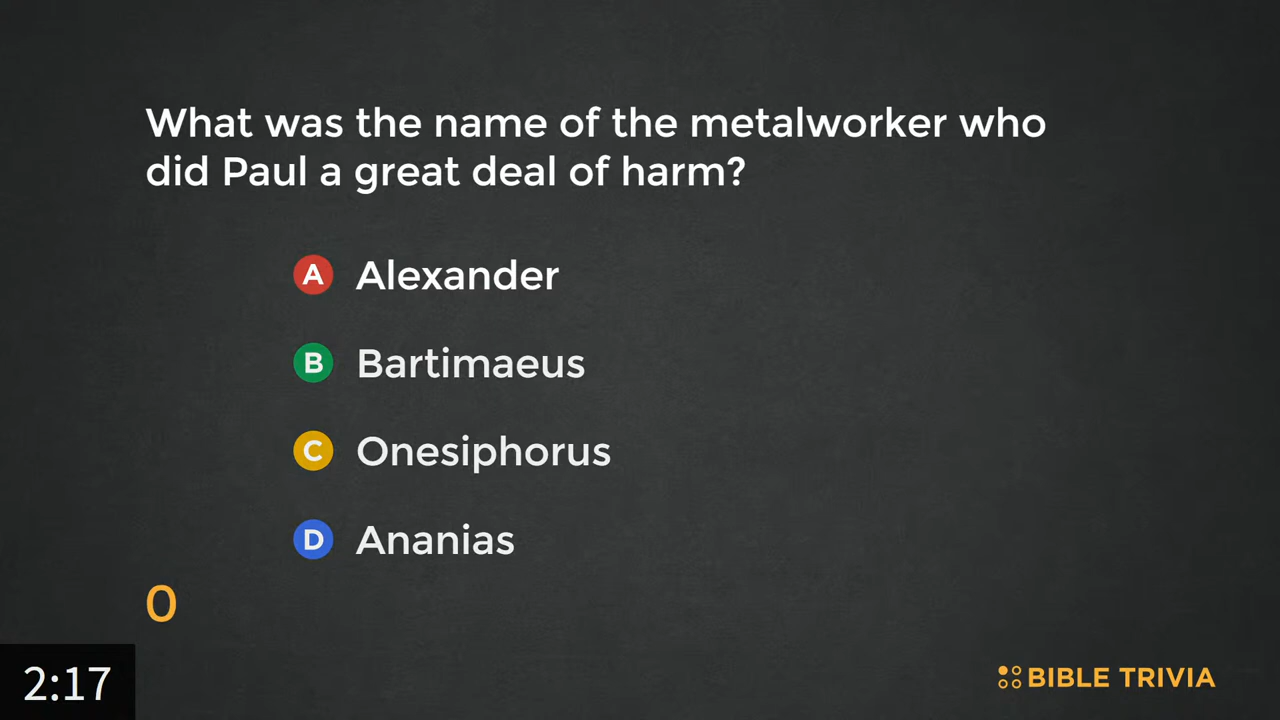 What was the name of the metalworker who
did Paul a great deal of harm?
A Alexander
B Bartimaeus
C Onesiphorus
D Ananias
0
2:17
BIBLE TRIVIA